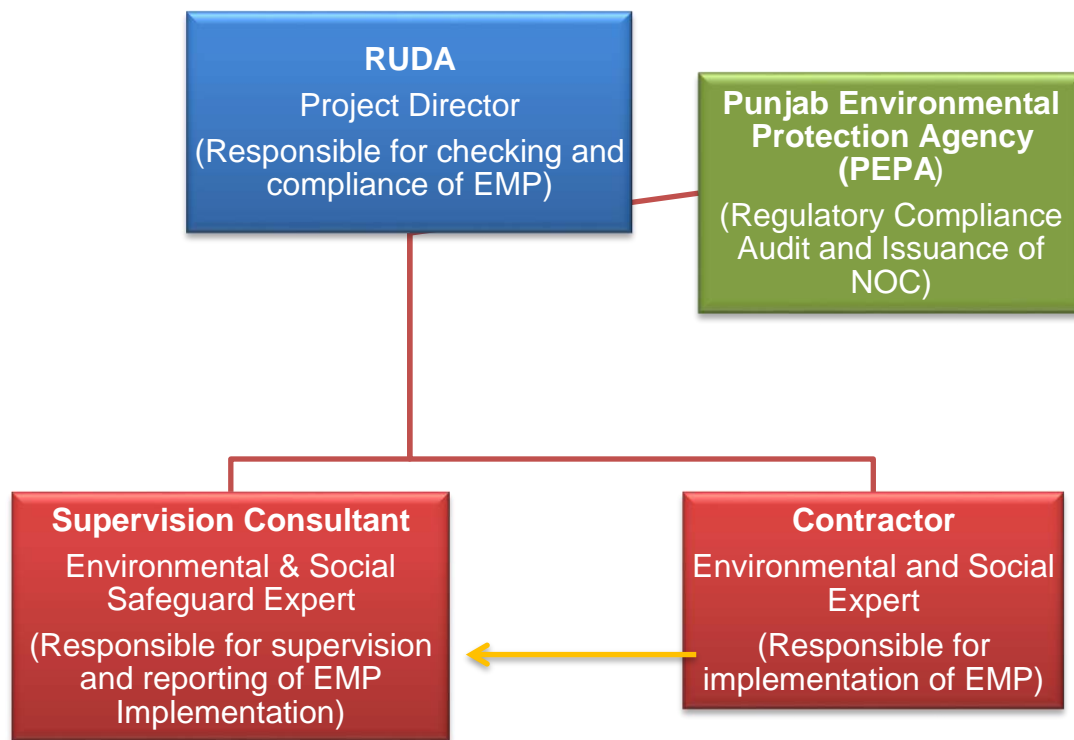 RUDA
Project Director
(Responsible for checking and
compliance of EMP)
Punjab Environmental
Protection Agency
(PEPA)
(Regulatory Compliance
Audit and Issuance of
NOC)
Supervision Consultant
Environmental & Social
Safeguard Expert
(Responsible for supervision
and reporting of EMP
Implementation)
Contractor
Environmental and Social
Expert
(Responsible for
implementation of EMP)